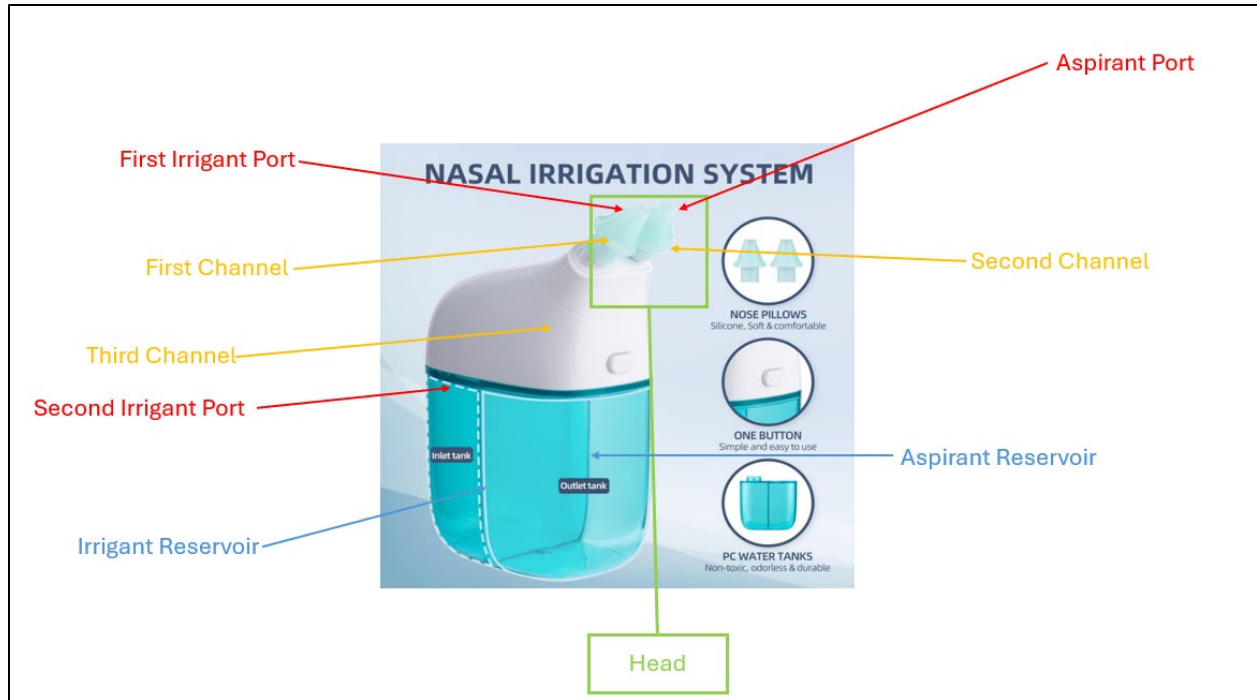 Aspirant Port
First Irrigant Port
NASAL IRRIGATION SYSTEM
First Channel
Second Channel
NOSE PILLOWS
Silicone, Soft & comfortable
Third Channel
Second Irrigant Port
ONE BUTTON
Simple and easy to use
Inlet tank
Aspirant Reservoir
Outlet tank
Irrigant Reservoir
PC WATER TANKS
Non-toxic, odorless & durable
Head